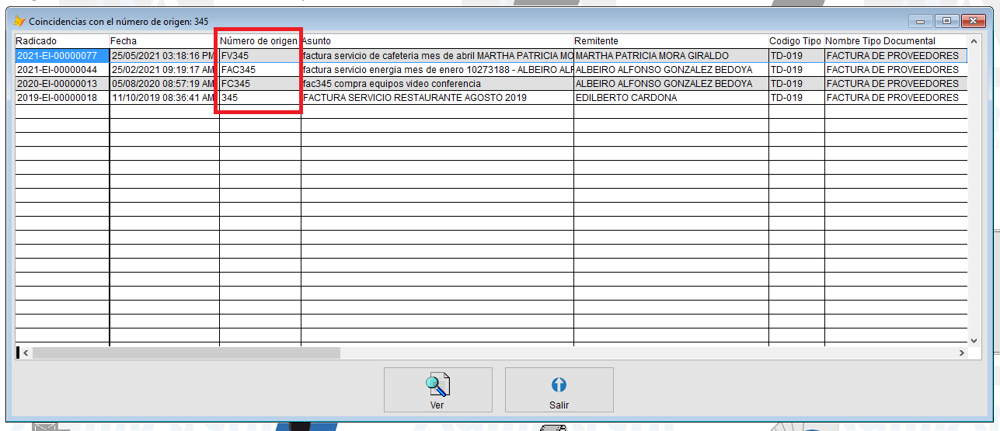 Coincidencias con el número de origen: 345
Radicado Fecha Número de origen Asunto Remitente Codigo Tipo Nombre Tipo Documental
2021-EI-00000077 25/05/2021 03:18:16 PM FV345 factura servicio de cafeteria mes de abril MARTHA PATRICIA MO MARTHA PATRICIA MORA GIRALDO TD-019 FACTURA DE PROVEEDORES
2021-EI-00000044 25/02/2021 09:19:17 AM FAC345 factura servicio energia mes de enero 10273188 - ALBEIRO ALF ALBEIRO ALFONSO GONZALEZ BEDOYA TD-019 FACTURA DE PROVEEDORES
2020-EI-00000013 05/08/2020 08:57:19 AM FC345 fac345 compra equipos video conferencia ALBEIRO ALFONSO GONZALEZ BEDOYA TD-019 FACTURA DE PROVEEDORES
2019-EI-00000018 11/10/2019 08:36:41 AM 345 FACTURA SERVICIO RESTAURANTE AGOSTO 2019 EDILBERTO CARDONA TD-019 FACTURA DE PROVEEDORES
Ver Salir